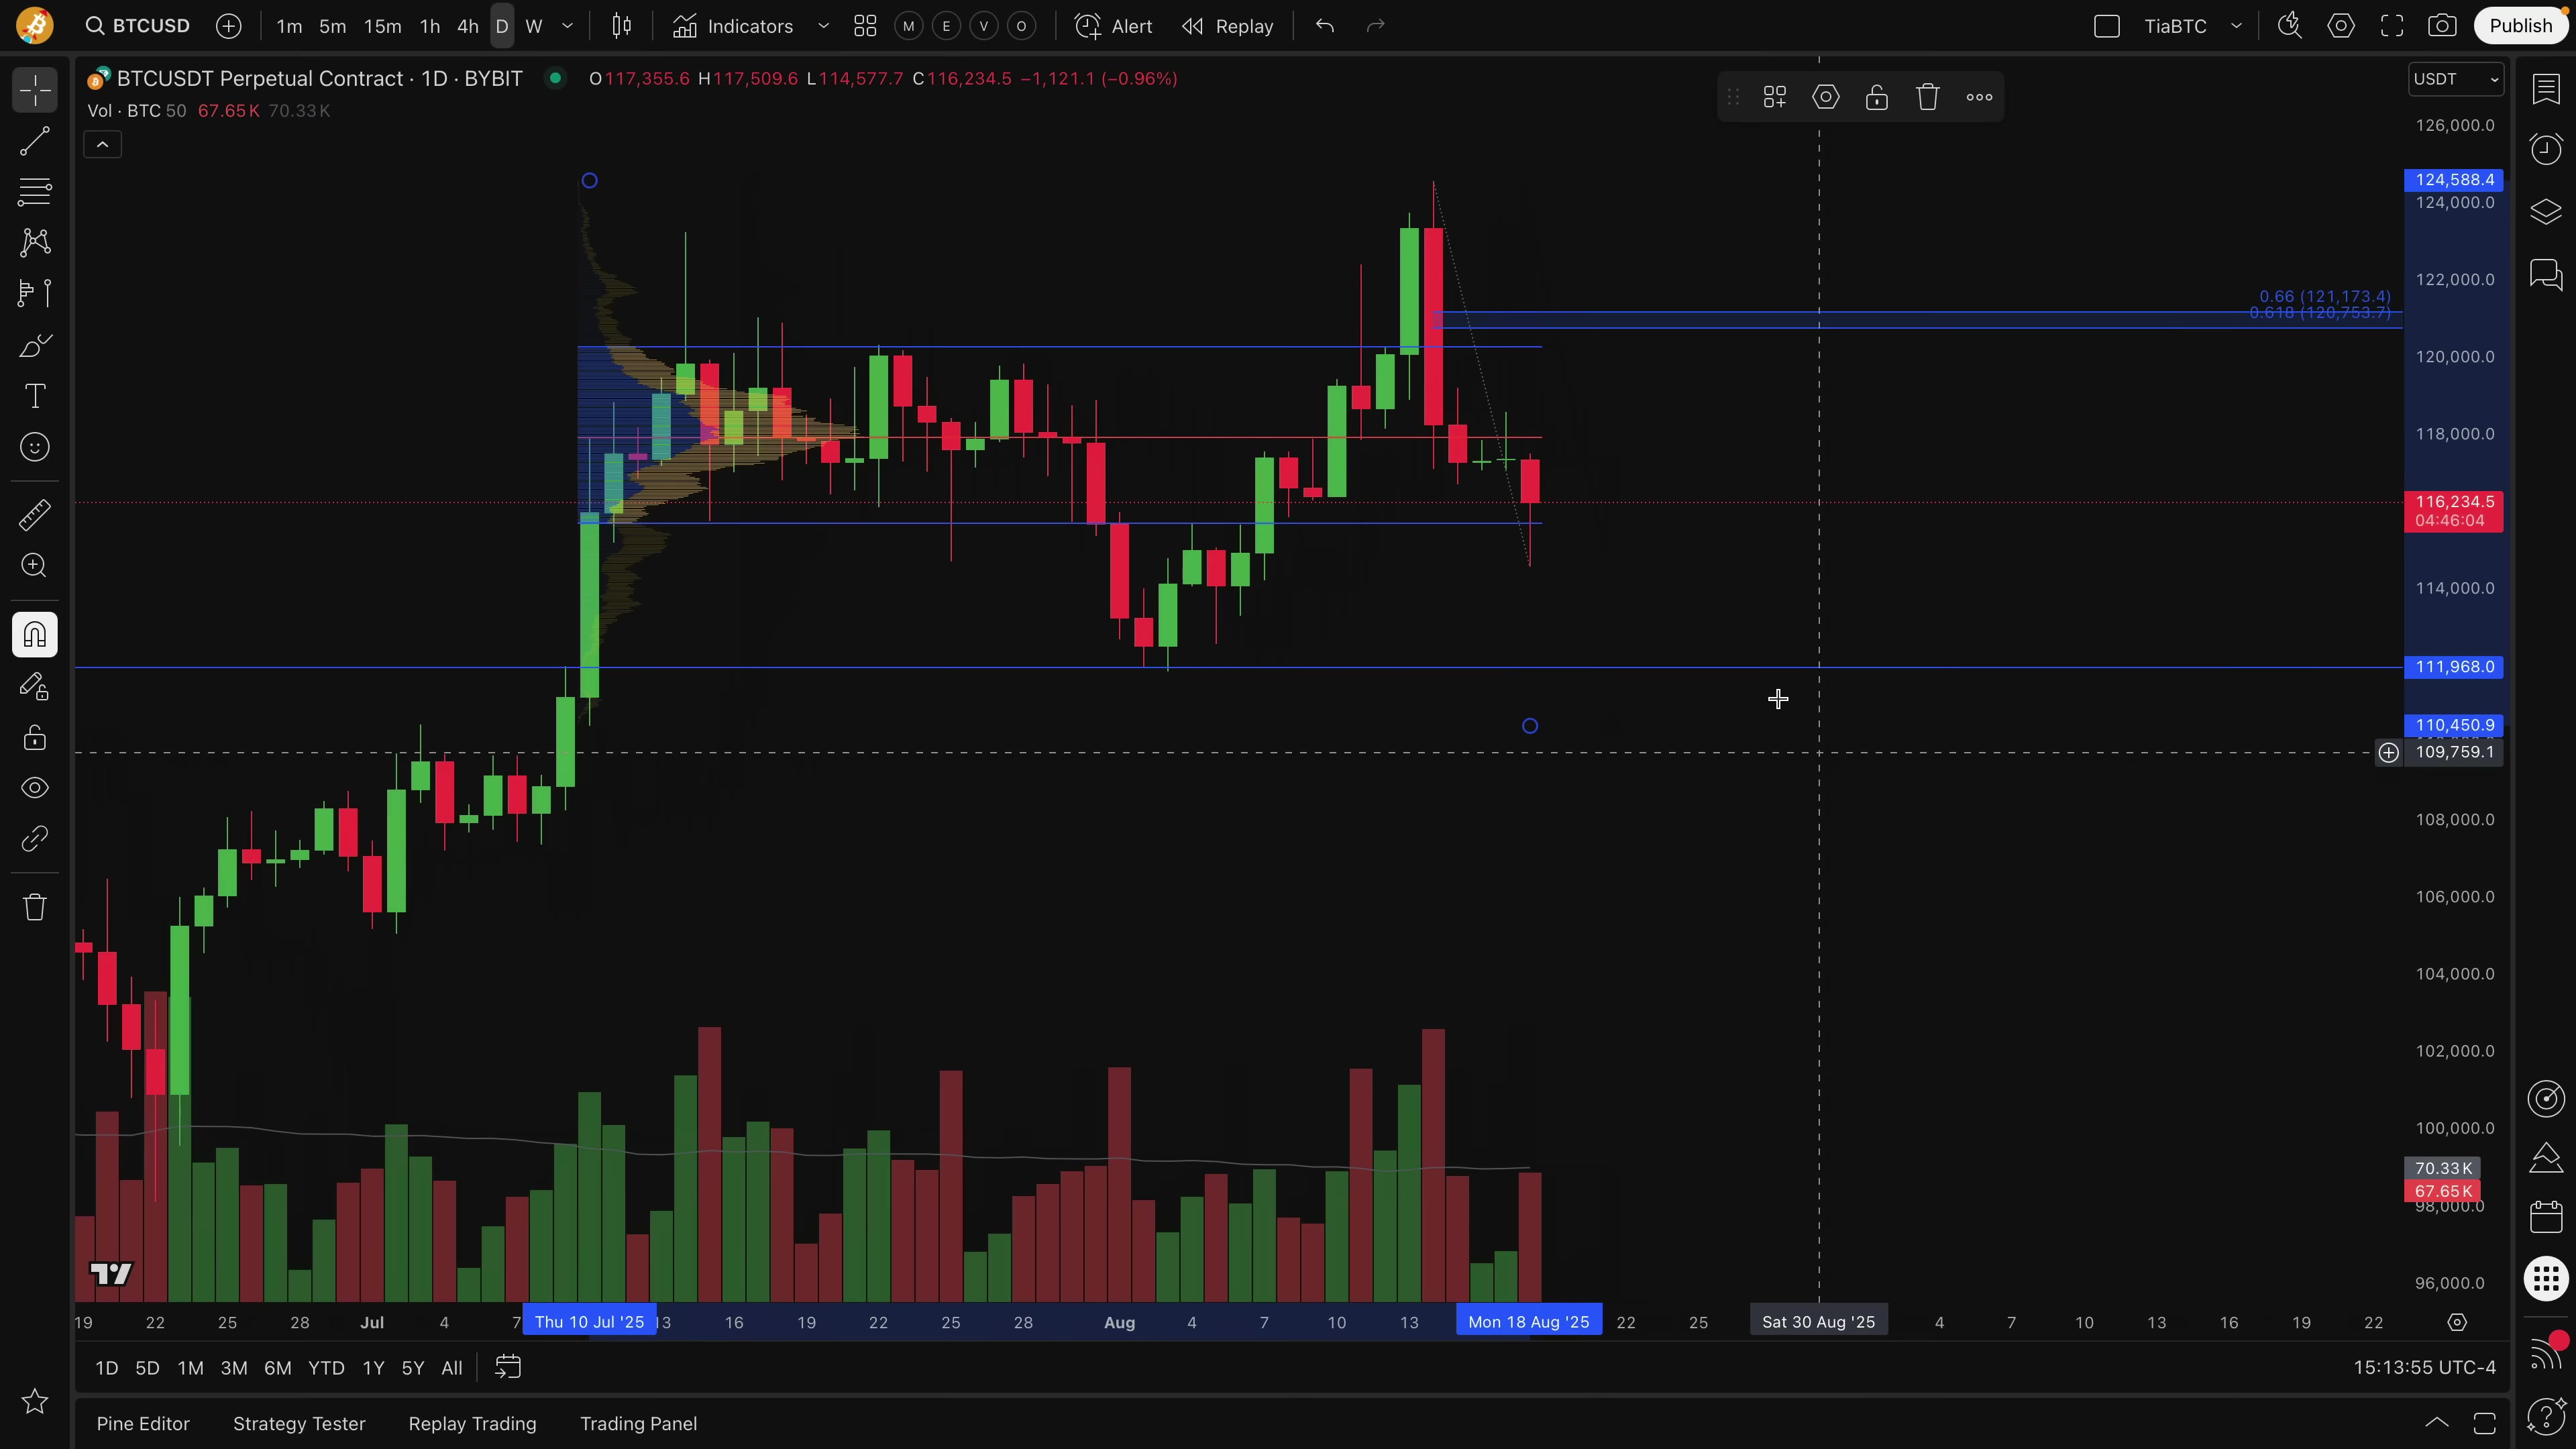 BTCUSD 1m 5m 15m 1h 4h D W Indicators M E V O Alert Replay TiaBTC Publish
BTCUSDT Perpetual Contract · 1D · BYBIT O117,355.6 H117,509.6 L114,577.7 C116,234.5 −1,121.1 (−0.96%)
USDT
Vol · BTC 50 67.65 K 70.33 K
126,000.0
124,588.4
124,000.0
122,000.0
0.66 (121,173.4)
0.618 (120,753.7)
120,000.0
118,000.0
116,234.5
04:46:04
114,000.0
111,968.0
110,450.9
109,759.1
108,000.0
106,000.0
104,000.0
102,000.0
100,000.0
70.33 K
67.65 K
98,000.0
96,000.0
19 22 25 28 Jul 4 7 Thu 10 Jul '25 13 16 19 22 25 28 Aug 4 7 10 13 Mon 18 Aug '25 22 25 Sat 30 Aug '25 4 7 10 13 16 19 22
1D 5D 1M 3M 6M YTD 1Y 5Y All 15:13:55 UTC-4
Pine Editor Strategy Tester Replay Trading Trading Panel